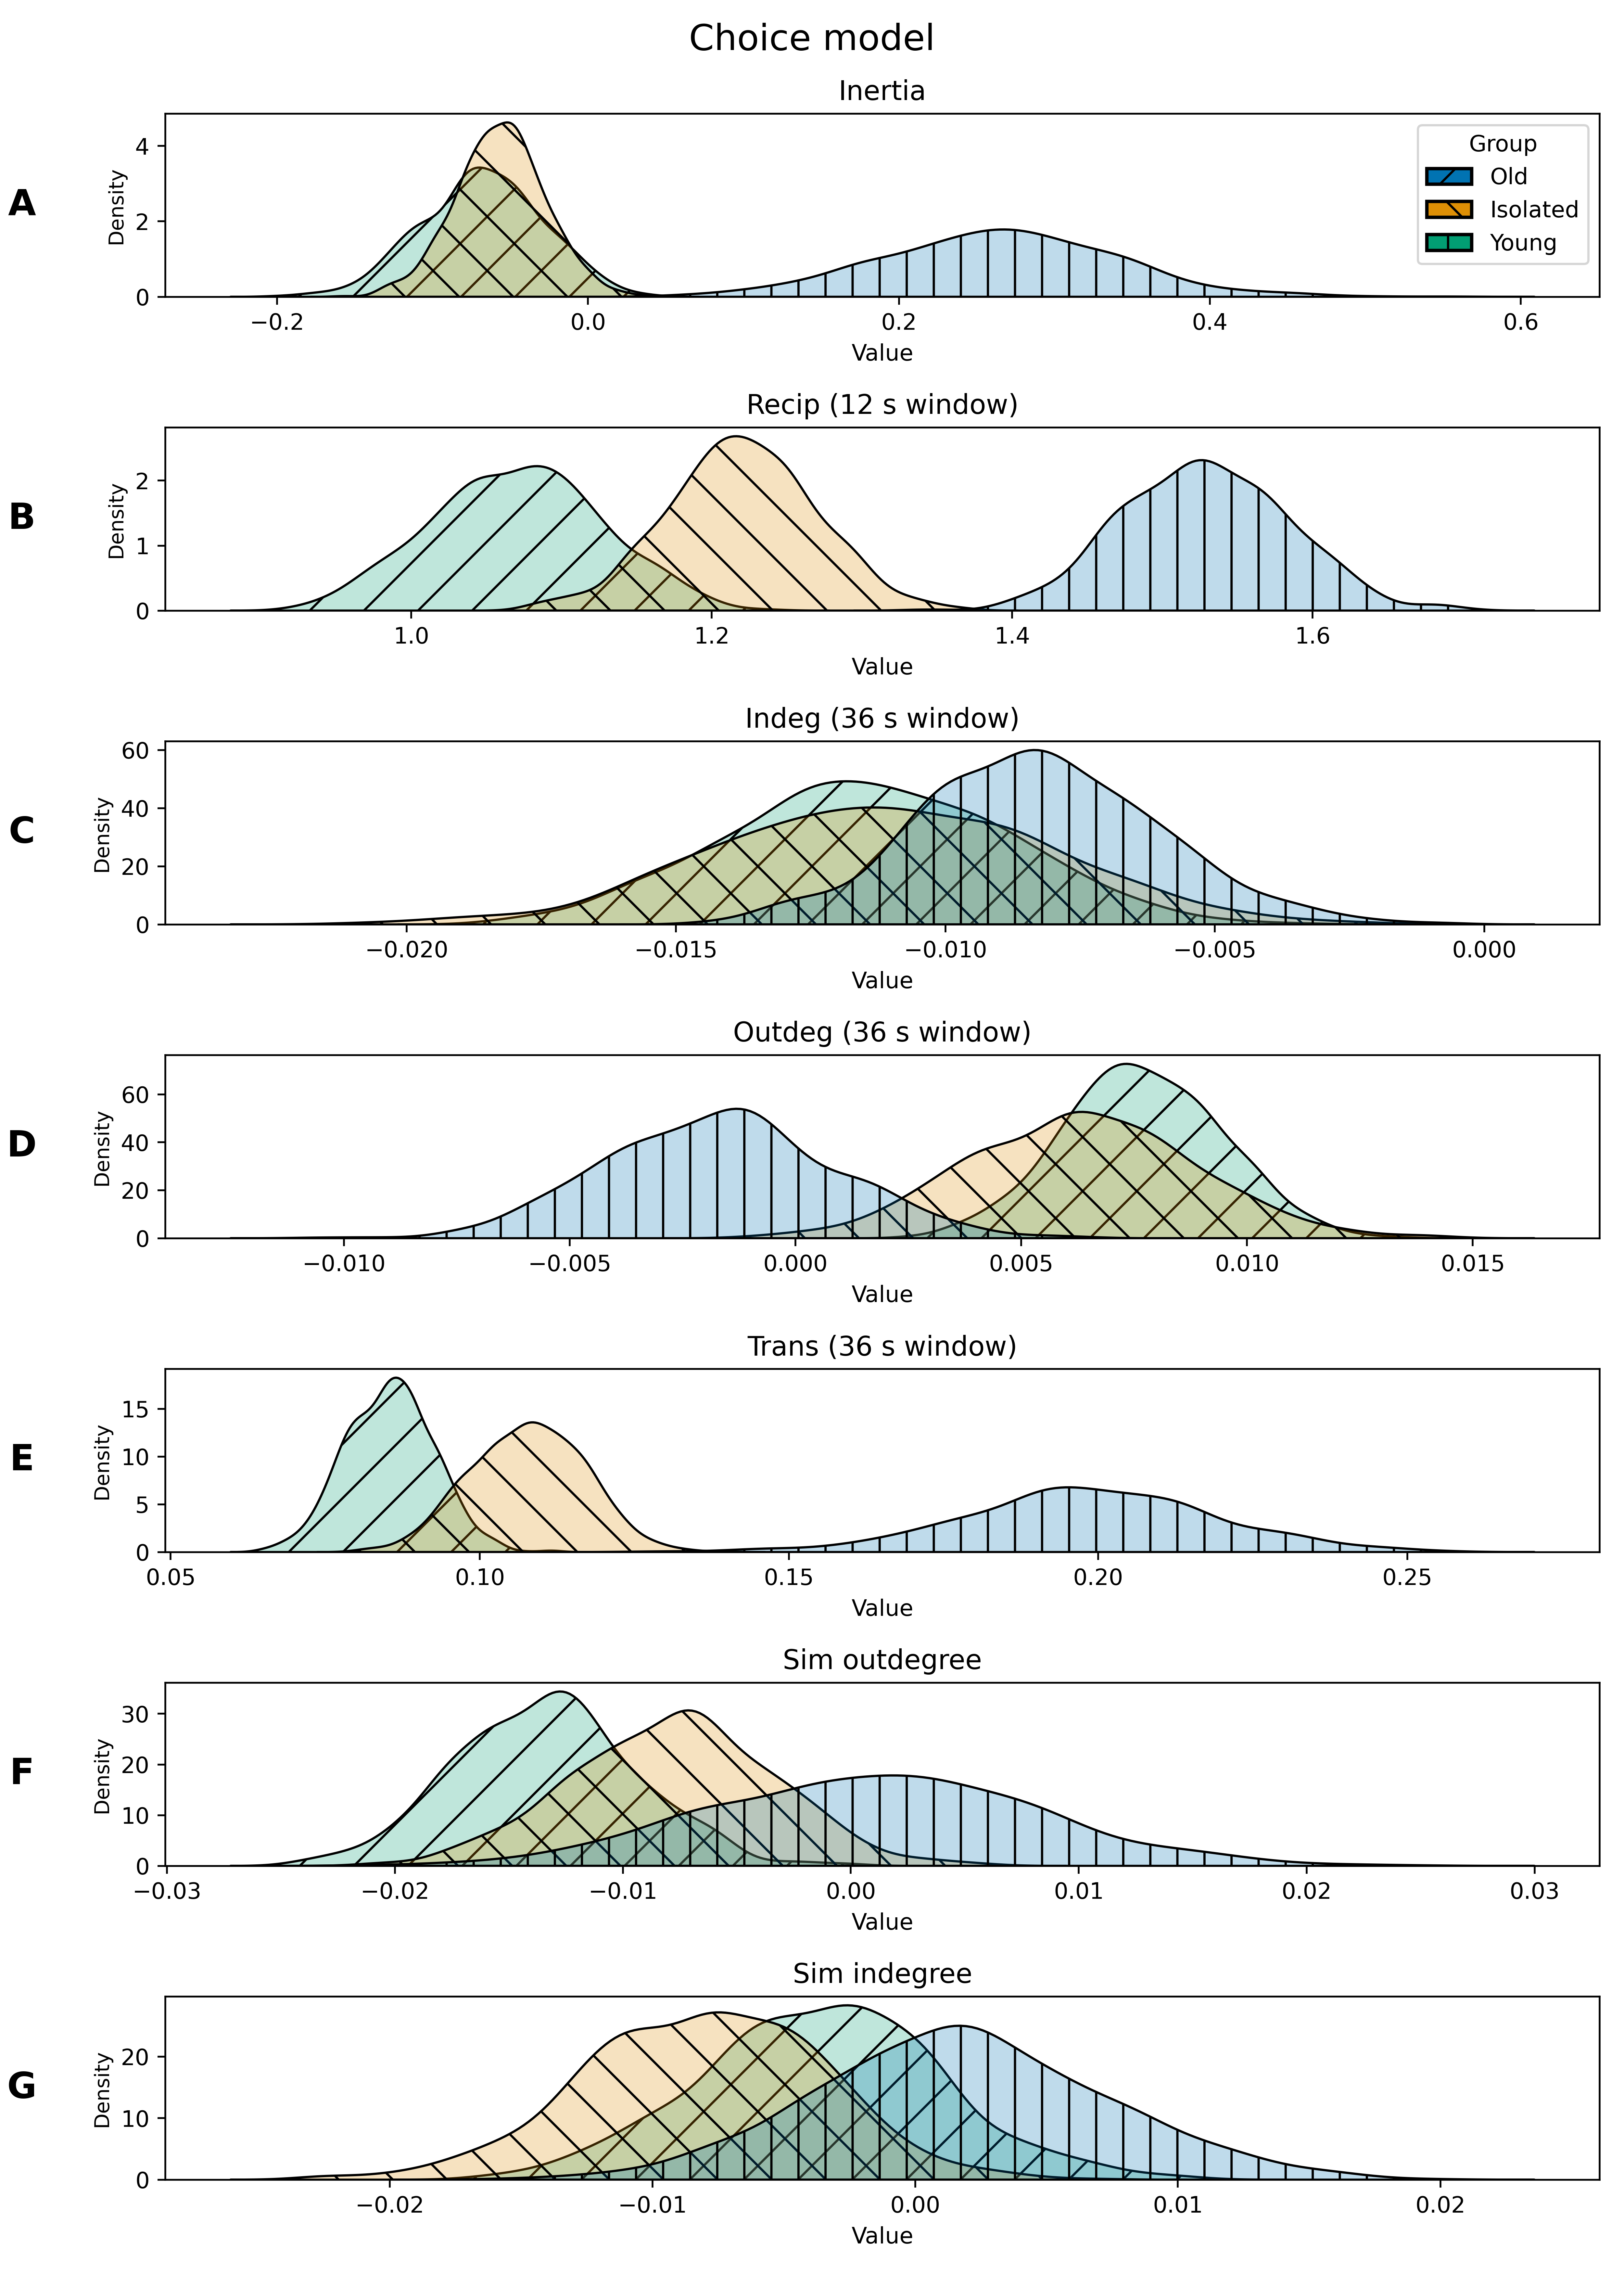 Choice model
Inertia
A
Density
4
2
0
−0.2 0.0 0.2 0.4 0.6
Value
Group
Old
Isolated
Young
Recip (12 s window)
B
Density
2
1
0
1.0 1.2 1.4 1.6
Value
Indeg (36 s window)
C
Density
60
40
20
0
−0.020 −0.015 −0.010 −0.005 0.000
Value
Outdeg (36 s window)
D
Density
60
40
20
0
−0.010 −0.005 0.000 0.005 0.010 0.015
Value
Trans (36 s window)
E
Density
15
10
5
0
0.05 0.10 0.15 0.20 0.25
Value
Sim outdegree
F
Density
30
20
10
0
−0.03 −0.02 −0.01 0.00 0.01 0.02 0.03
Value
Sim indegree
G
Density
20
10
0
−0.02 −0.01 0.00 0.01 0.02
Value